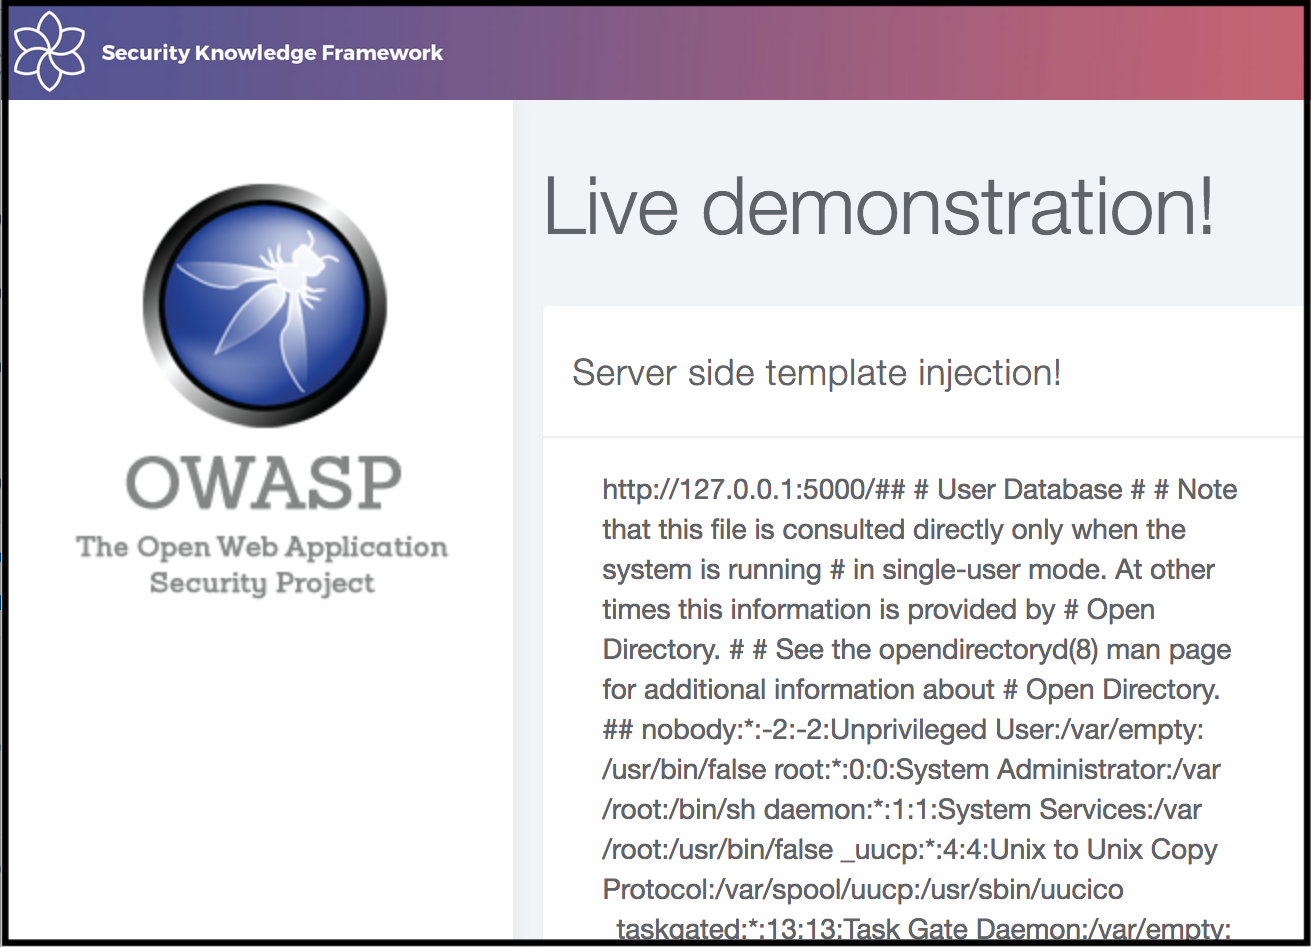 Security Knowledge Framework
OWASP
The Open Web Application
Security Project
Live demonstration!
Server side template injection!
http://127.0.0.1:5000/## # User Database # # Note
that this file is consulted directly only when the
system is running # in single-user mode. At other
times this information is provided by # Open
Directory. # # See the opendirectoryd(8) man page
for additional information about # Open Directory.
## nobody:*:-2:-2:Unprivileged User:/var/empty:
/usr/bin/false root:*:0:0:System Administrator:/var
/root:/bin/sh daemon:*:1:1:System Services:/var
/root:/usr/bin/false _uucp:*:4:4:Unix to Unix Copy
Protocol:/var/spool/uucp:/usr/sbin/uucico
_taskgated:*:13:13:Task Gate Daemon:/var/empty: